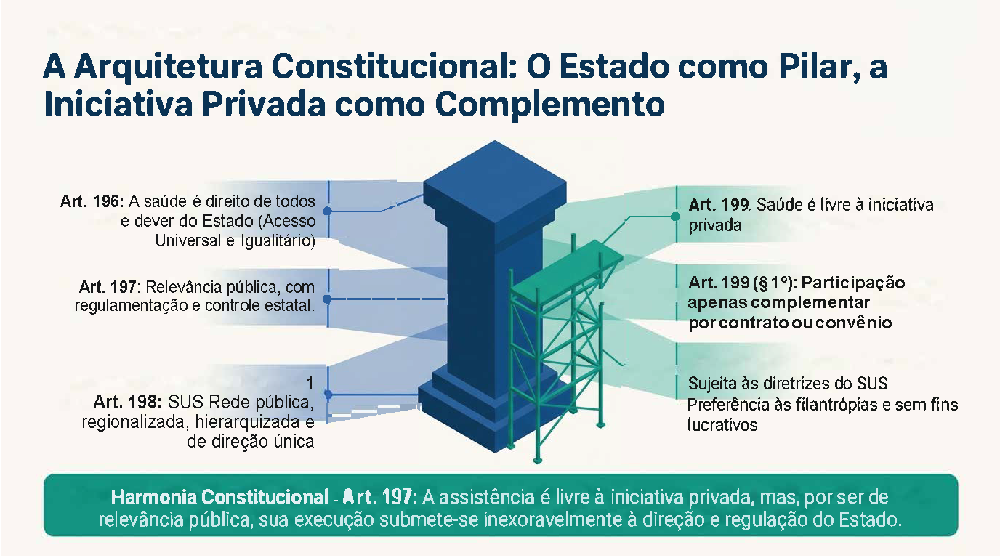 A Arquitetura Constitucional: O Estado como Pilar, a
Iniciativa Privada como Complemento
Art. 196: A saúde é direito de todos
e dever do Estado (Acesso
Universal e Igualitário)
Art. 197: Relevância pública, com
regulamentação e controle estatal.
1
Art. 198: SUS Rede pública,
regionalizada, hierarquizada e
de direção única
Art. 199. Saúde é livre à iniciativa
privada
Art. 199 (§ 1º): Participação
apenas complementar
por contrato ou convênio
Sujeita às diretrizes do SUS
Preferência às filantrópias e sem fins
lucrativos
Harmonia Constitucional - Art. 197: A assistência é livre à iniciativa privada, mas, por ser de
relevância pública, sua execução submete-se inexoravelmente à direção e regulação do Estado.